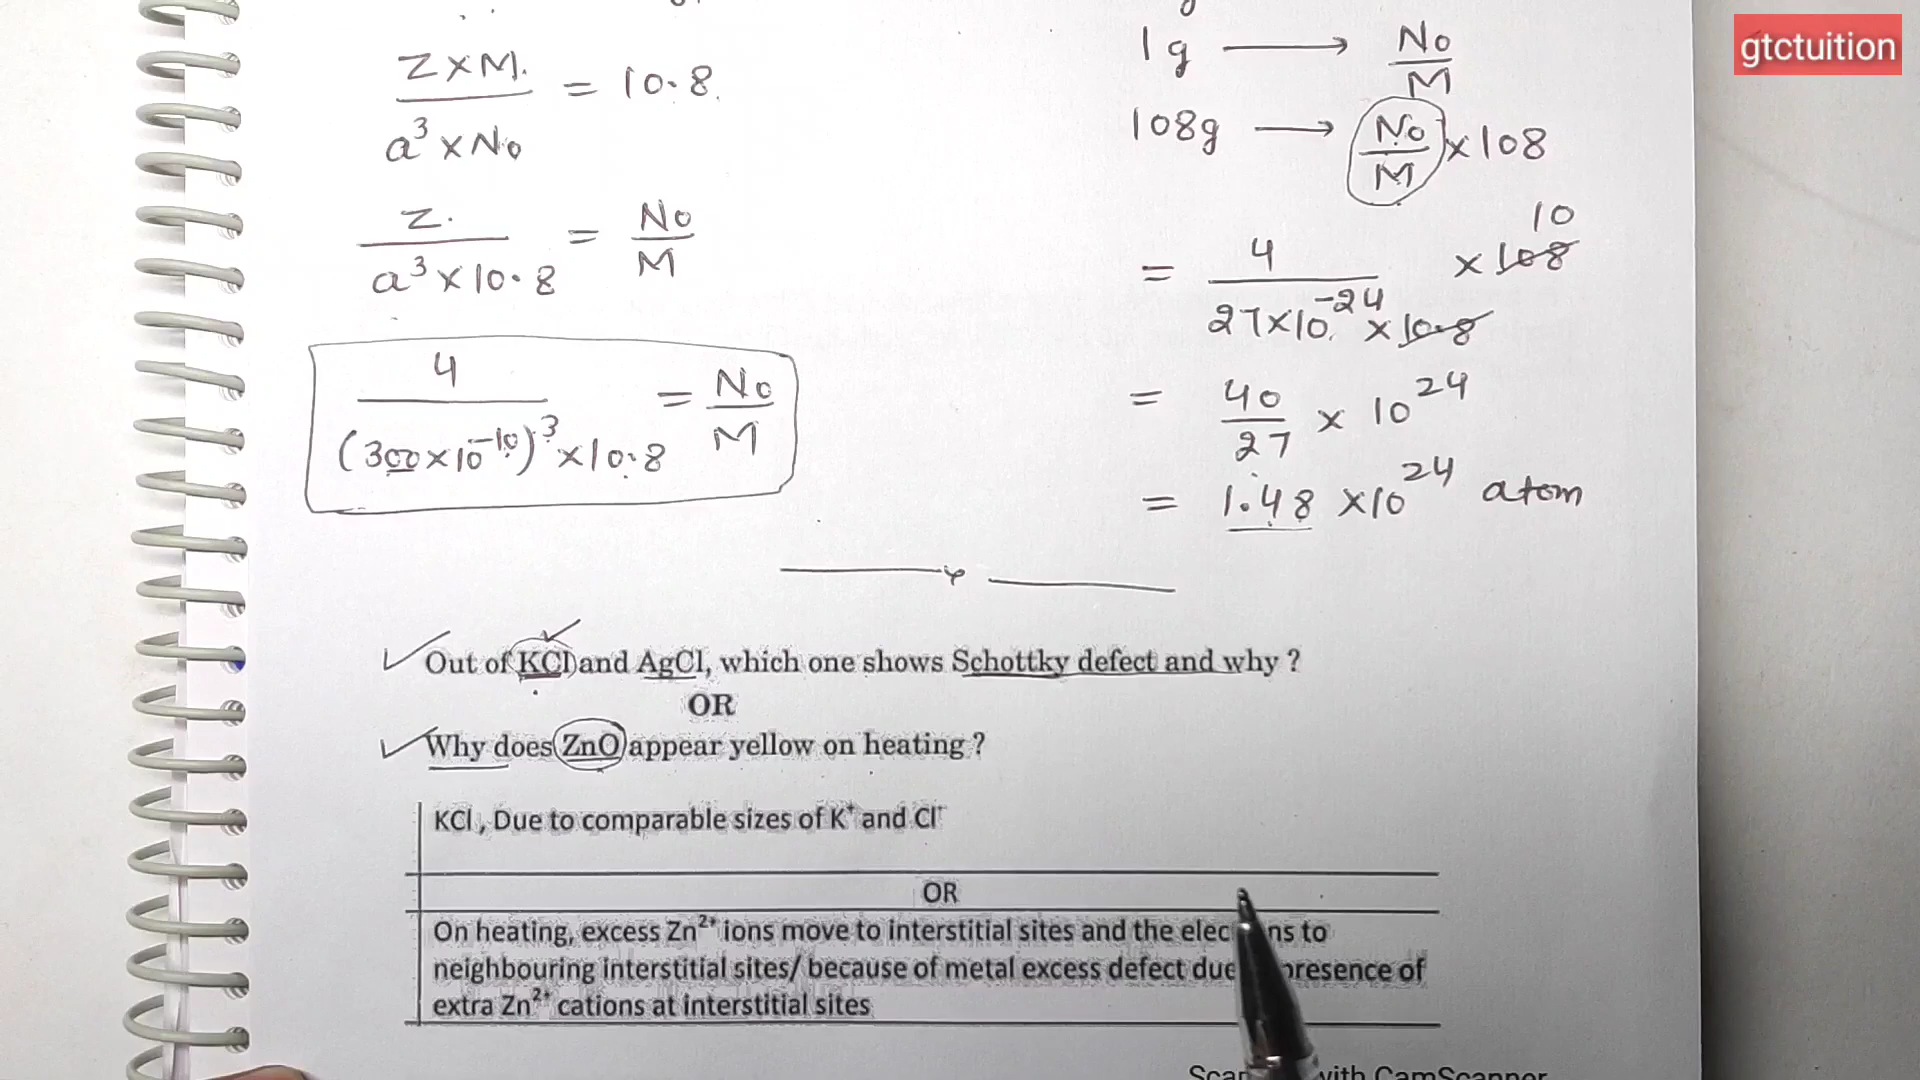 gtctuition
Z×M. / a³×No = 10.8
Z. / a³×10.8 = No / M
4 / (300×10⁻¹⁰)³×10.8 = No / M
1g → No / M
108g → No / M ×108
= 4 / 27×10⁻²⁴×10.8 ×108 10
= 40 / 27 × 10²⁴
= 1.48 ×10²⁴ atom
Out of KCl and AgCl, which one shows Schottky defect and why ?
OR
Why does ZnO appear yellow on heating ?
KCl , Due to comparable sizes of K⁺ and Cl⁻
OR
On heating, excess Zn²⁺ ions move to interstitial sites and the elec ns to
neighbouring interstitial sites/ because of metal excess defect due presence of
extra Zn²⁺ cations at interstitial sites
with CamScanner